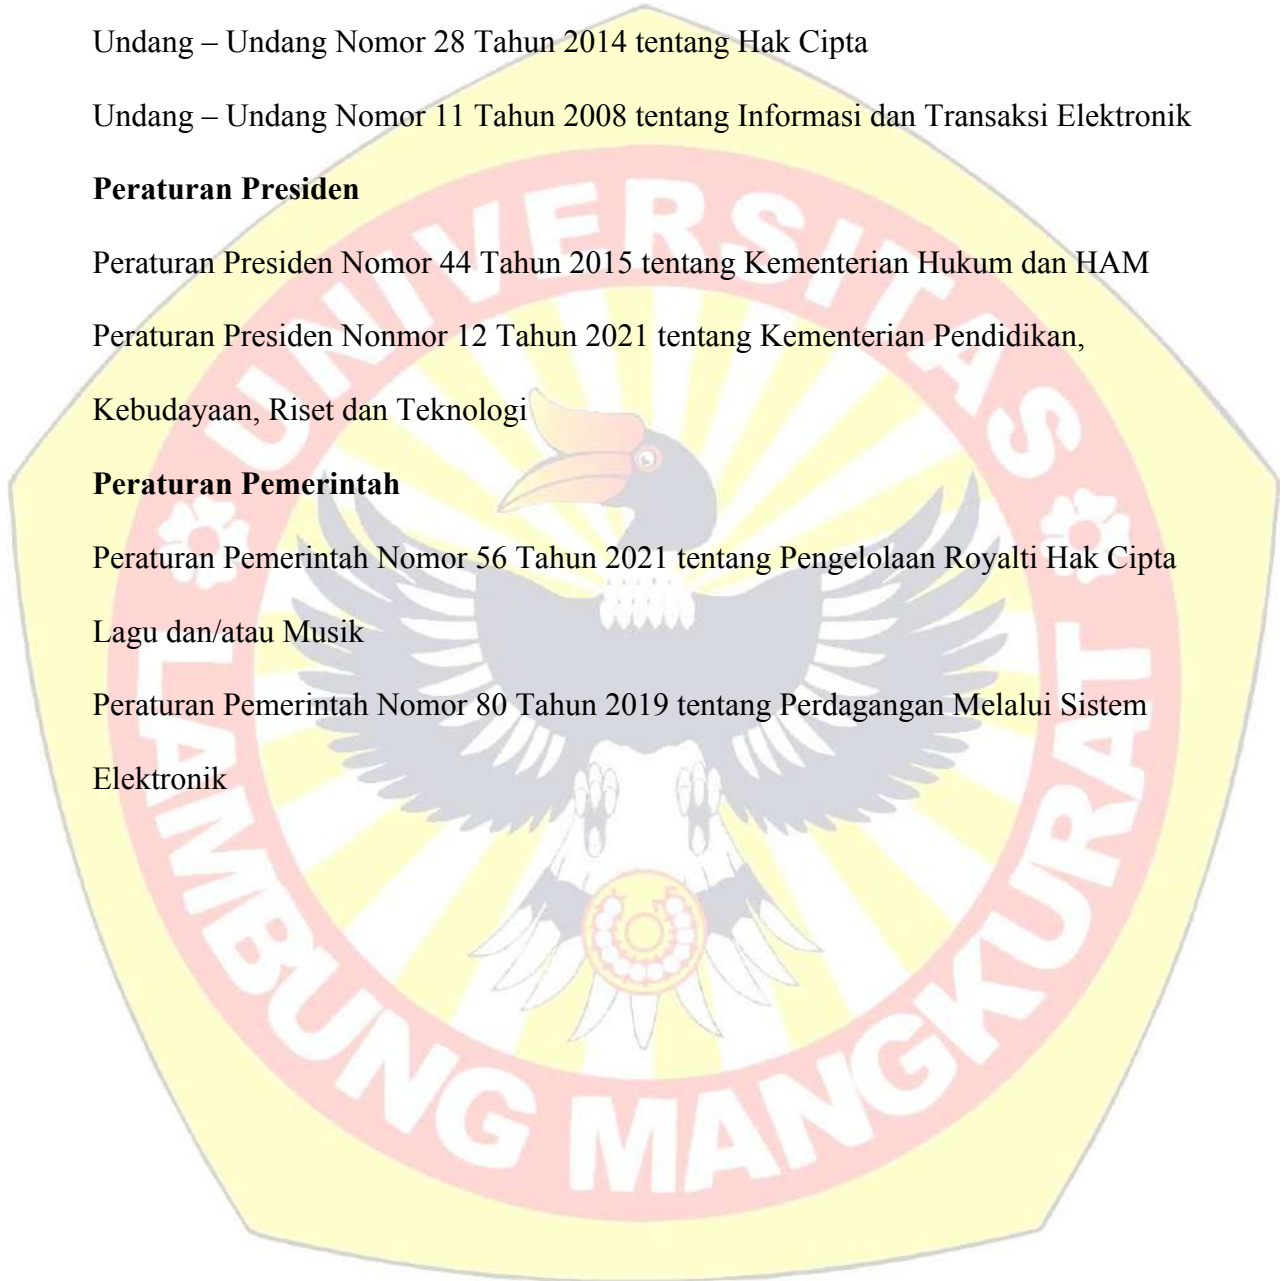 Undang – Undang Nomor 28 Tahun 2014 tentang Hak Cipta
Undang – Undang Nomor 11 Tahun 2008 tentang Informasi dan Transaksi Elektronik
Peraturan Presiden
Peraturan Presiden Nomor 44 Tahun 2015 tentang Kementerian Hukum dan HAM
Peraturan Presiden Nonmor 12 Tahun 2021 tentang Kementerian Pendidikan,
Kebudayaan, Riset dan Teknologi
Peraturan Pemerintah
Peraturan Pemerintah Nomor 56 Tahun 2021 tentang Pengelolaan Royalti Hak Cipta
Lagu dan/atau Musik
Peraturan Pemerintah Nomor 80 Tahun 2019 tentang Perdagangan Melalui Sistem
Elektronik
UNIVERSITAS
LAMBUNG MANGKURAT